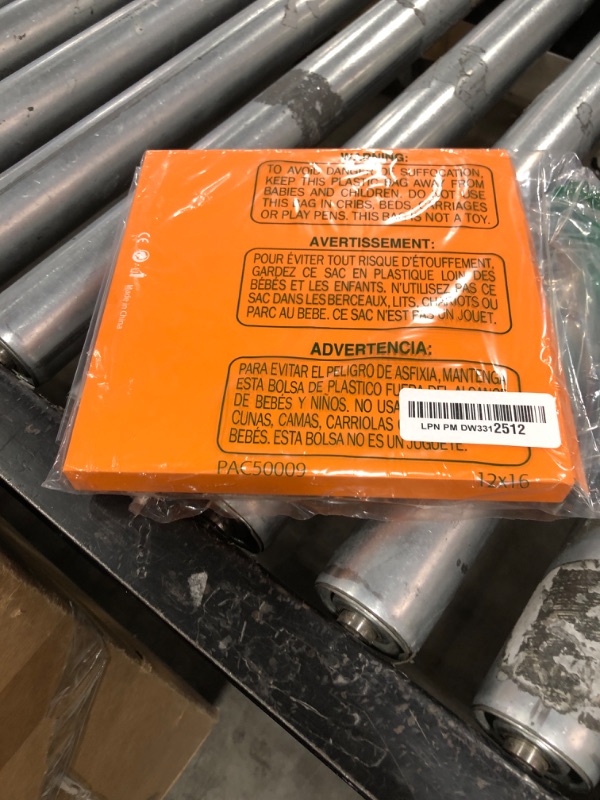 WARNING:
TO AVOID DANGER OF SUFFOCATION,
KEEP THIS PLASTIC BAG AWAY FROM
BABIES AND CHILDREN. DO NOT USE
THIS BAG IN CRIBS, BEDS, CARRIAGES
OR PLAY PENS. THIS BAG IS NOT A TOY.
AVERTISSEMENT:
POUR ÉVITER TOUT RISQUE D'ÉTOUFFEMENT,
GARDEZ CE SAC EN PLASTIQUE LOIN DES
BÉBÉS ET LES ENFANTS. N'UTILISEZ PAS CE
SAC DANS LES BERCEAUX, LITS, CHARIOTS OU
PARC AU BEBE. CE SAC N'EST PAS UN JOUET.
ADVERTENCIA:
PARA EVITAR EL PELIGRO DE ASFIXIA, MANTENGA
ESTA BOLSA DE PLASTICO FUERA DEL ALCANCE
DE BEBÉS Y NIÑOS. NO USA
CUNAS, CAMAS, CARRIOLAS
BEBÉS. ESTA BOLSA NO ES UN JUGUETE.
LPN PM DW3312512
PAC50009
12x16
CE
Made in China